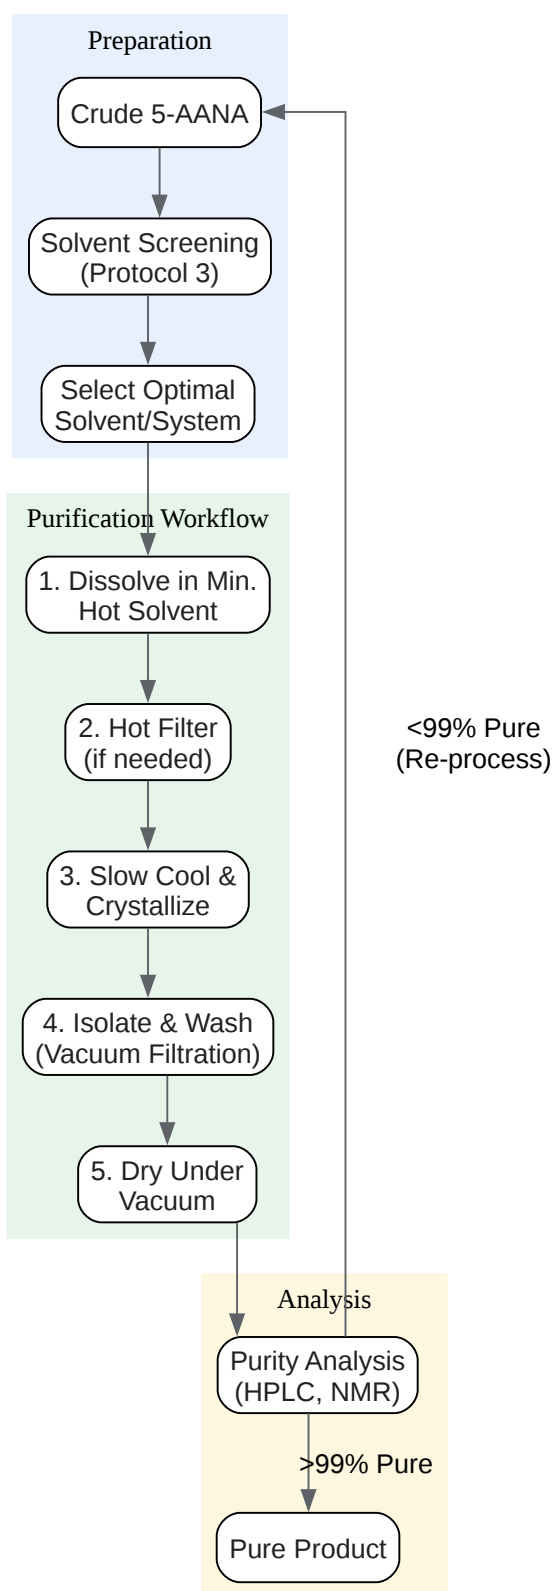 Preparation
Crude 5-AANA
Solvent Screening
(Protocol 3)
Select Optimal
Solvent/System
Purification Workflow
1. Dissolve in Min.
Hot Solvent
2. Hot Filter
(if needed)
<99% Pure
(Re-process)
3. Slow Cool &
Crystallize
4. Isolate & Wash
(Vacuum Filtration)
5. Dry Under
Vacuum
Analysis
Purity Analysis
(HPLC, NMR)
>99% Pure
Pure Product